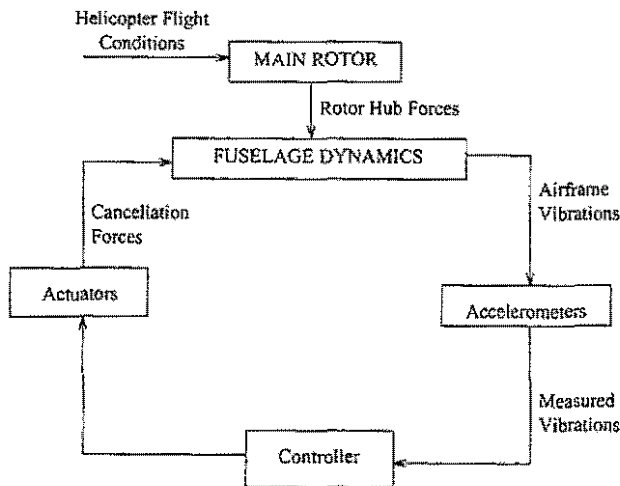 Helicopter Flight
Conditions
MAIN ROTOR
Rotor Hub Forces
FUSELAGE DYNAMICS
Airframe
Vibrations
Cancellation
Forces
Actuators
Accelerometers
Measured
Vibrations
Controller